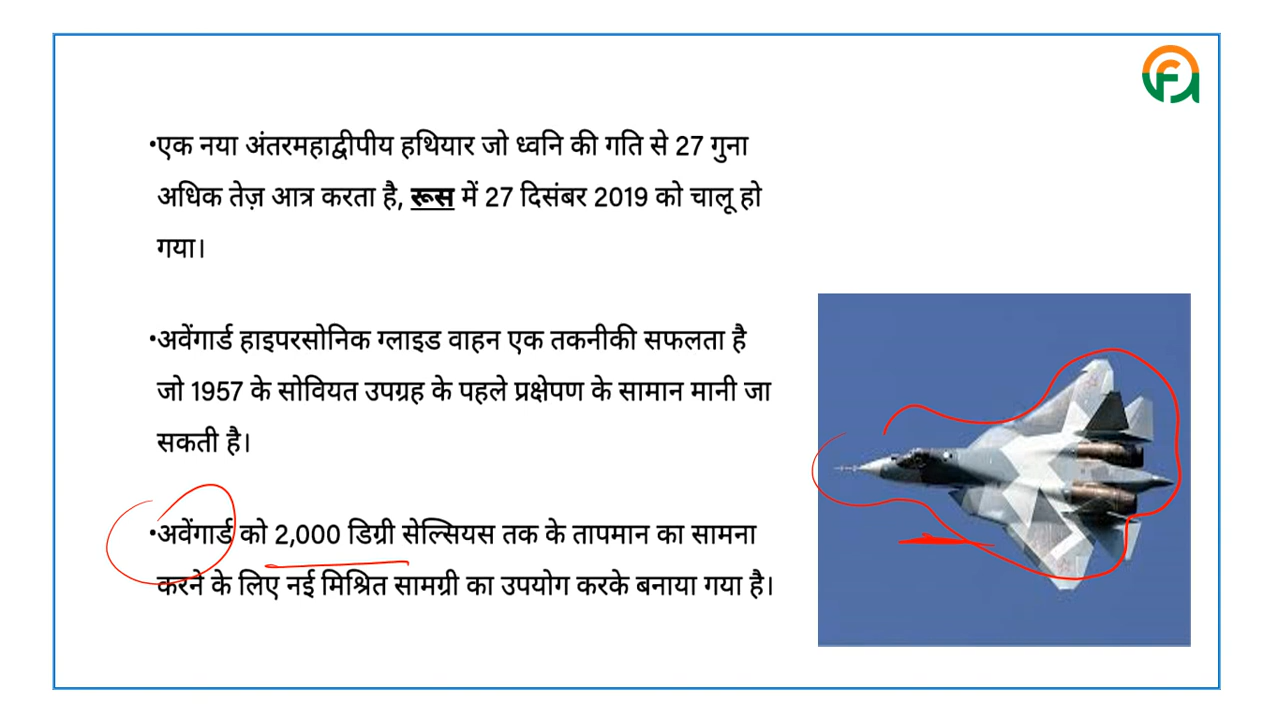 •एक नया अंतरमहाद्वीपीय हथियार जो ध्वनि की गति से 27 गुना
अधिक तेज़ आत्र करता है, रूस में 27 दिसंबर 2019 को चालू हो
गया।
•अवेंगार्ड हाइपरसोनिक ग्लाइड वाहन एक तकनीकी सफलता है
जो 1957 के सोवियत उपग्रह के पहले प्रक्षेपण के सामान मानी जा
सकती है।
•अवेंगार्ड को 2,000 डिग्री सेल्सियस तक के तापमान का सामना
करने के लिए नई मिश्रित सामग्री का उपयोग करके बनाया गया है।